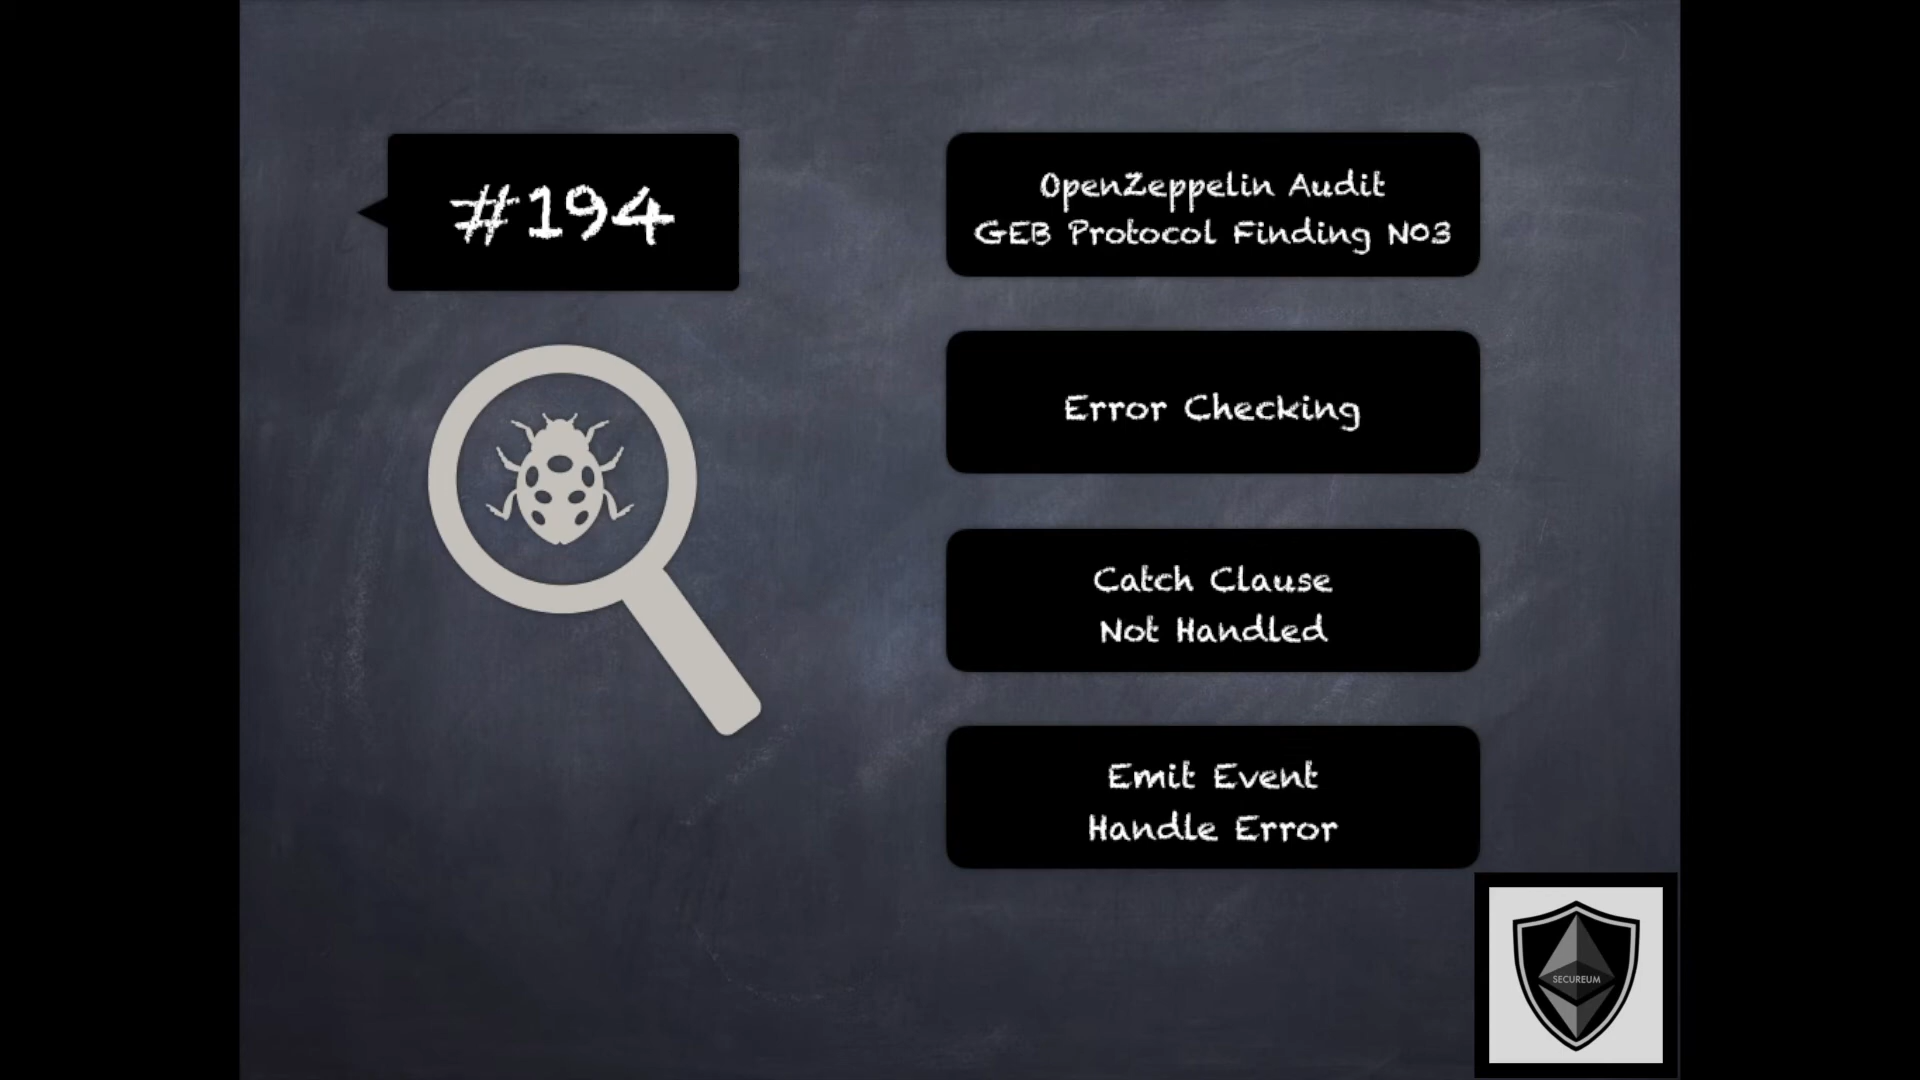 #194
OpenZeppelin Audit
GEB Protocol Finding N03
Error Checking
Catch Clause
Not Handled
Emit Event
Handle Error
SECUREUM